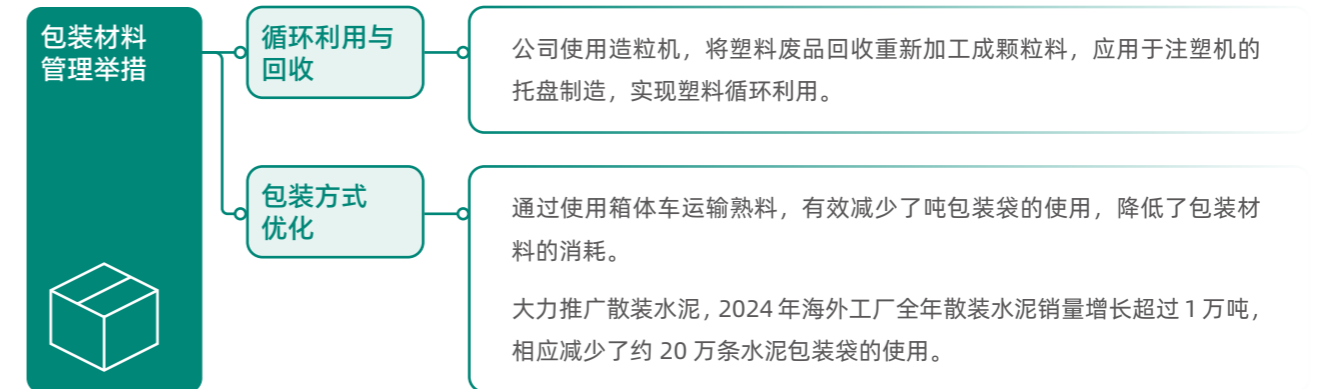 包装材料
管理举措
循环利用与
回收
公司使用造粒机，将塑料废品回收重新加工成颗粒料，应用于注塑机的
托盘制造，实现塑料循环利用。
包装方式
优化
通过使用箱体车运输熟料，有效减少了吨包装袋的使用，降低了包装材
料的消耗。
大力推广散装水泥，2024 年海外工厂全年散装水泥销量增长超过 1 万吨，
相应减少了约 20 万条水泥包装袋的使用。